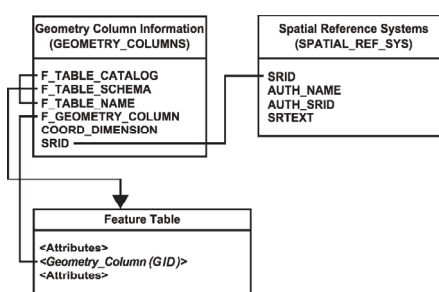 Geometry Column Information
(GEOMETRY_COLUMNS)
F_TABLE_CATALOG
F_TABLE_SCHEMA
F_TABLE_NAME
F_GEOMETRY_COLUMN
COORD_DIMENSION
SRID
Spatial Reference Systems
(SPATIAL_REF_SYS)
SRID
AUTH_NAME
AUTH_SRID
SRTEXT
Feature Table
<Attributes>
<Geometry_Column (GID)>
<Attributes>